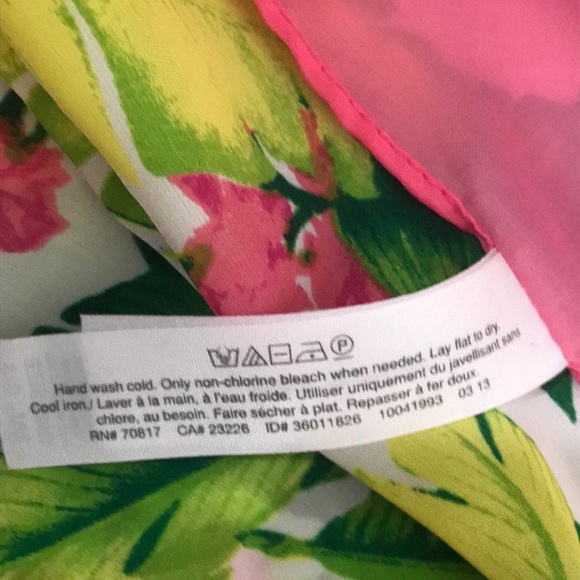 P
Hand wash cold. Only non-chlorine bleach when needed. Lay flat to dry.
Cool iron./ Laver à la main, à l'eau froide. Utiliser uniquement du javellisant sans
chlore, au besoin. Faire sécher à plat. Repasser à fer doux.
RN# 70817 CA# 23226 ID# 36011826 10041993 03 13